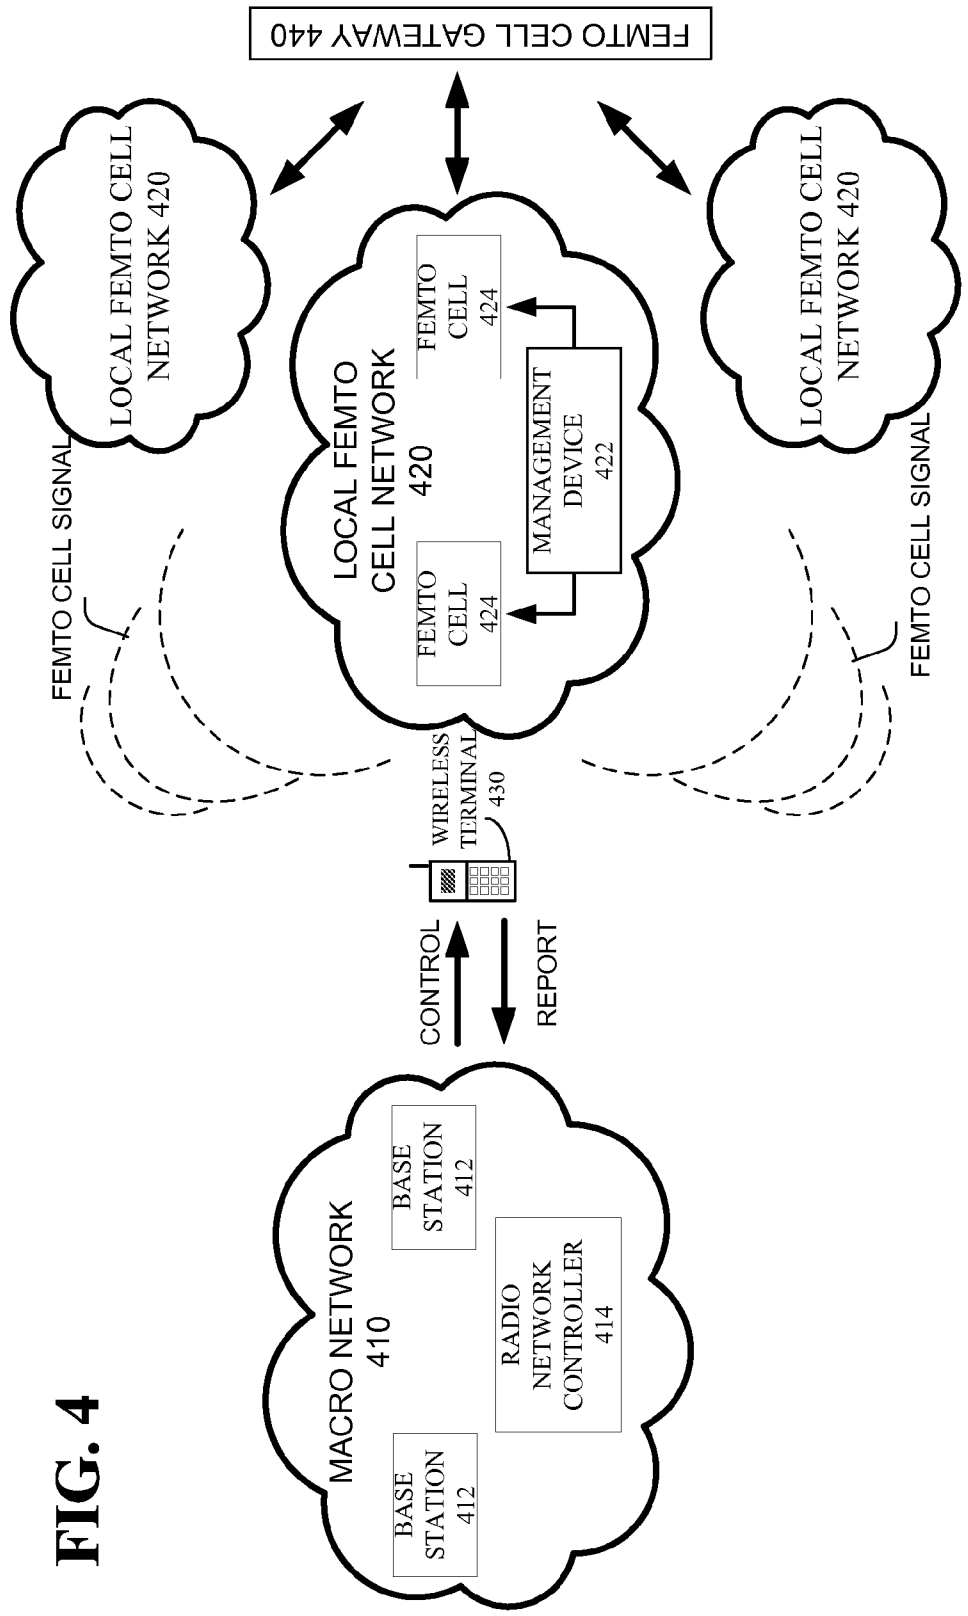 FIG. 4
MACRO NETWORK
410
BASE
STATION
412
BASE
STATION
412
RADIO
NETWORK
CONTROLLER
414
CONTROL
REPORT
WIRELESS
TERMINAL
430
FEMTO CELL SIGNAL
FEMTO CELL SIGNAL
LOCAL FEMTO CELL
NETWORK 420
LOCAL FEMTO
CELL NETWORK
420
FEMTO
CELL
424
FEMTO
CELL
424
MANAGEMENT
DEVICE
422
LOCAL FEMTO CELL
NETWORK 420
FEMTO CELL GATEWAY 440